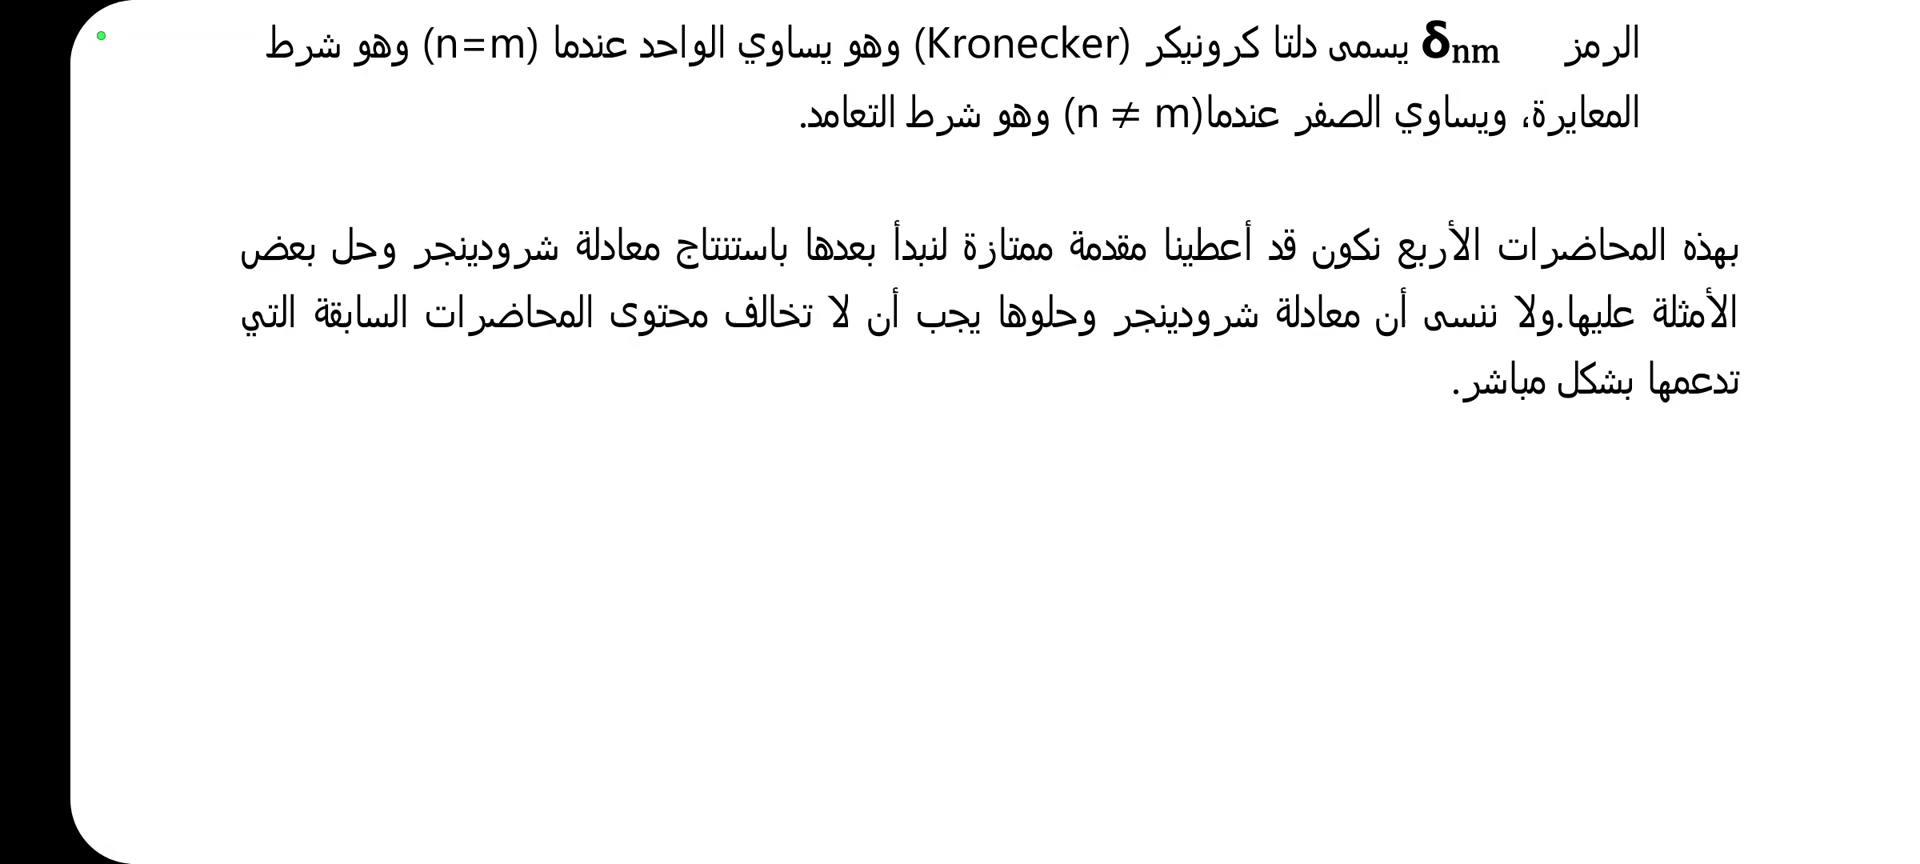 الرمز δnm يسمى دلتا كرونيكر (Kronecker) وهو يساوي الواحد عندما (n=m) وهو شرط
المعايرة، ويساوي الصفر عندما(n ≠ m) وهو شرط التعامد.
بهذه المحاضرات الأربع نكون قد أعطينا مقدمة ممتازة لنبدأ بعدها باستنتاج معادلة شرودينجر وحل بعض
الأمثلة عليها.ولا ننسى أن معادلة شرودينجر وحلوها يجب أن لا تخالف محتوى المحاضرات السابقة التي
تدعمها بشكل مباشر.